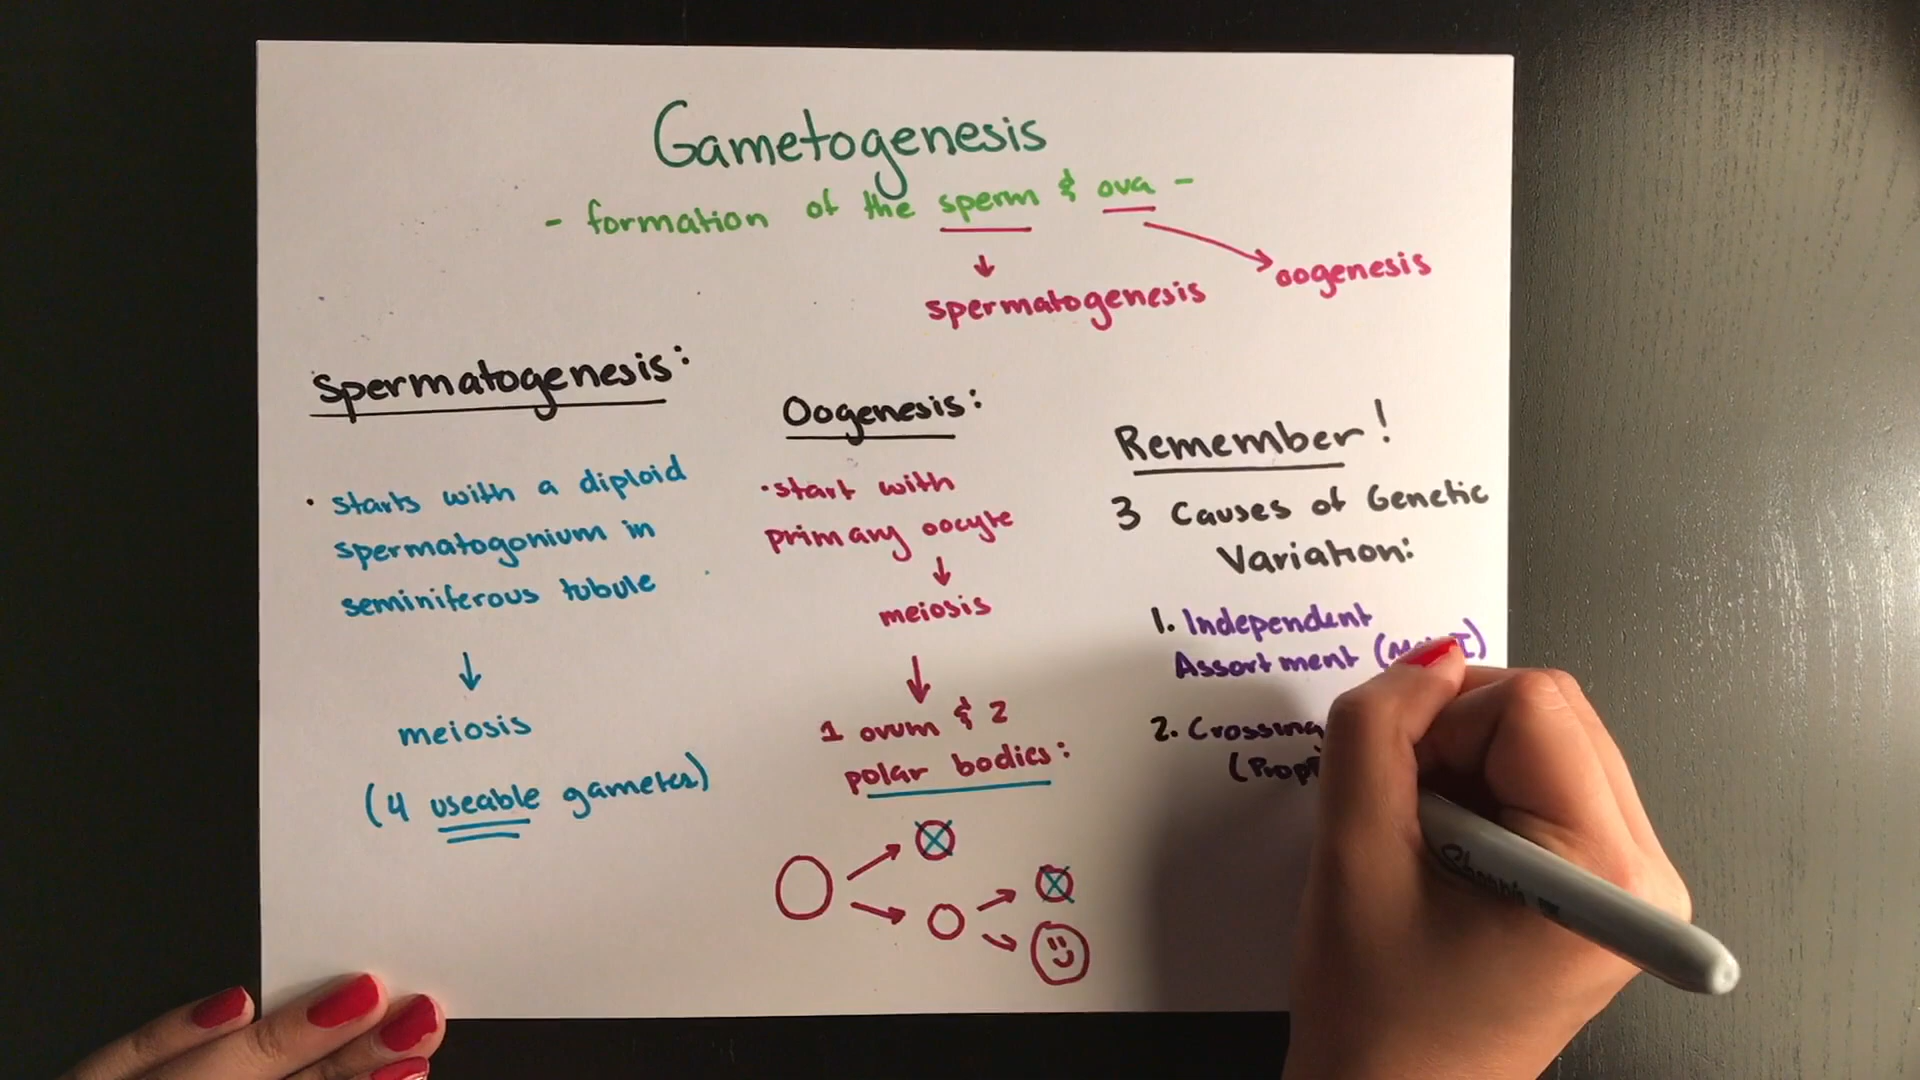 Gametogenesis
- formation of the sperm & ova -
spermatogenesis
oogenesis
Spermatogenesis:
• starts with a diploid
spermatogonium in
seminiferous tubule
meiosis
(4 useable gametes)
Oogenesis:
• start with
primary oocyte
meiosis
1 ovum & 2
polar bodies:
Remember!
3 Causes of Genetic
Variation:
1. Independent
Assortment
2. Crossing
Sharpie